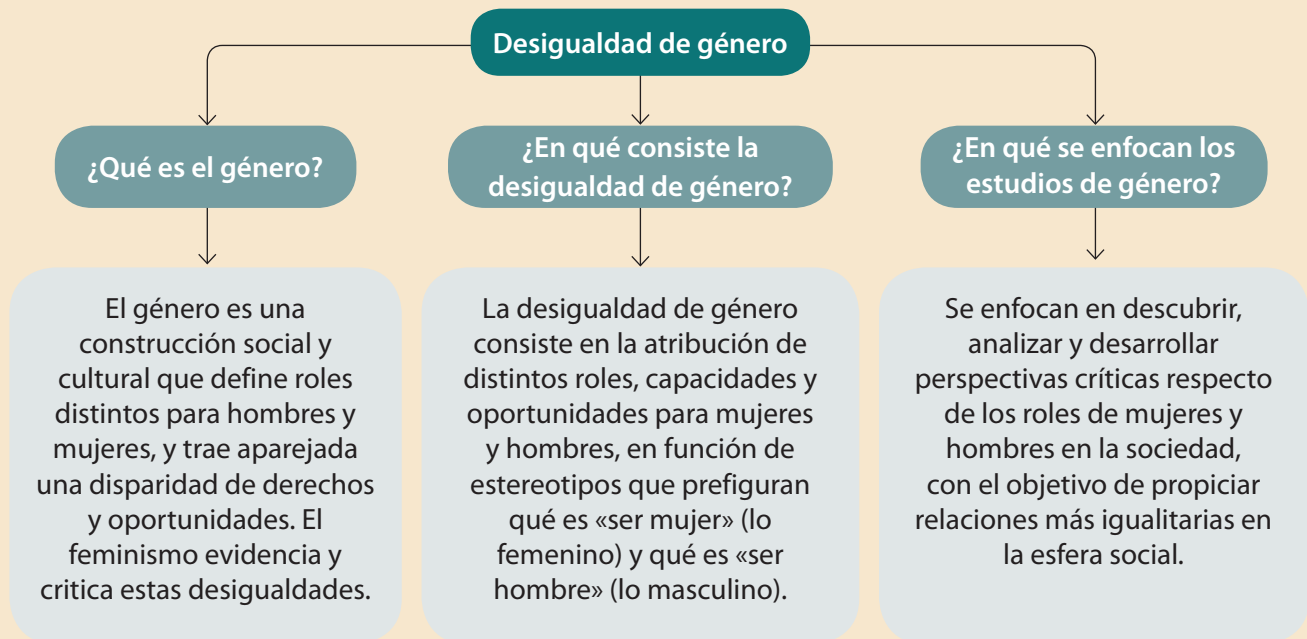 Desigualdad de género
¿Qué es el género?
¿En qué consiste la
desigualdad de género?
¿En qué se enfocan los
estudios de género?
El género es una
construcción social y
cultural que define roles
distintos para hombres y
mujeres, y trae aparejada
una disparidad de derechos
y oportunidades. El
feminismo evidencia y
critica estas desigualdades.
La desigualdad de género
consiste en la atribución de
distintos roles, capacidades y
oportunidades para mujeres
y hombres, en función de
estereotipos que prefiguran
qué es «ser mujer» (lo
femenino) y qué es «ser
hombre» (lo masculino).
Se enfocan en descubrir,
analizar y desarrollar
perspectivas críticas respecto
de los roles de mujeres y
hombres en la sociedad,
con el objetivo de propiciar
relaciones más igualitarias en
la esfera social.